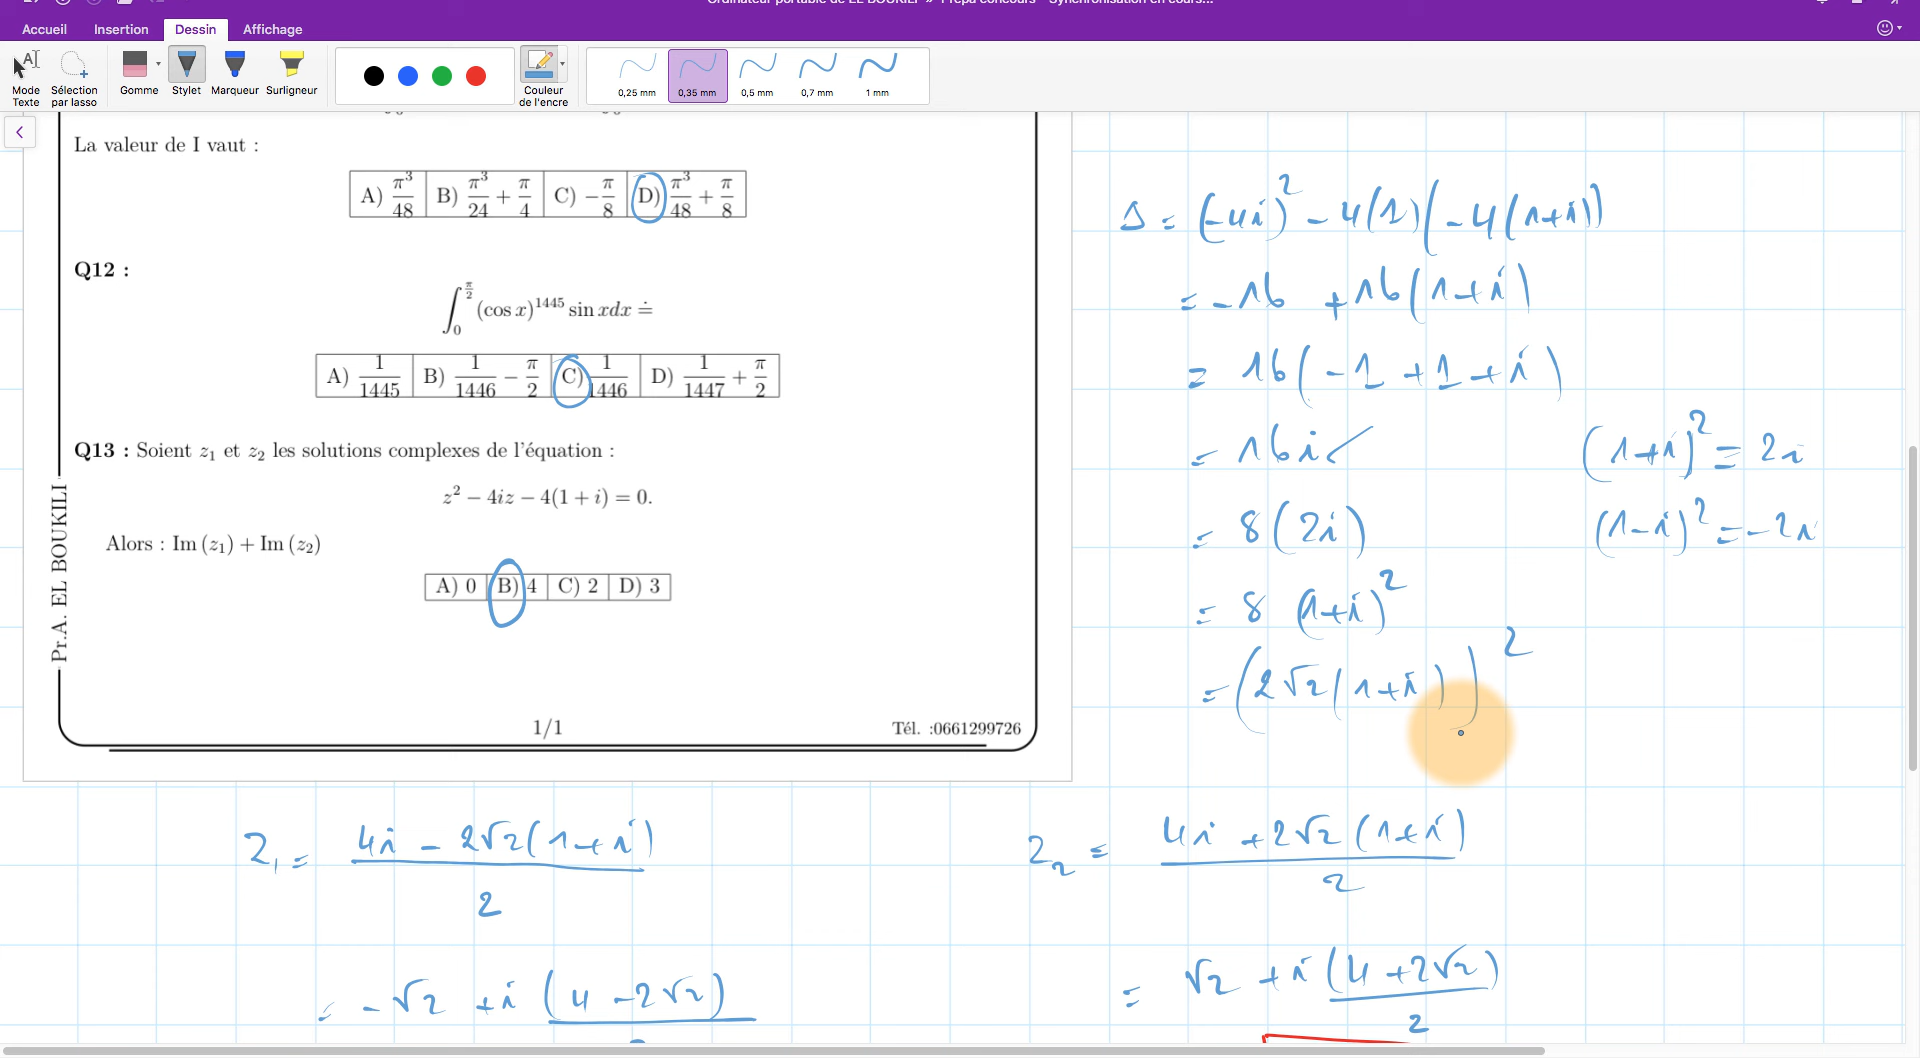 Accueil Insertion Dessin Affichage
Mode Texte
Sélection par lasso
Gomme
Stylet
Marqueur
Surligneur
Couleur de l'encre
0,25 mm
0,35 mm
0,5 mm
0,7 mm
1 mm
La valeur de I vaut :
A) π³/48 B) π³/24 + π/4 C) −π/8 D) π³/48 + π/8
Q12 :
∫₀^{π/2} (cos x)^{1445} sin xdx =
A) 1/1445 B) 1/1446 − π/2 C) 1/1446 D) 1/1447 + π/2
Q13 : Soient z₁ et z₂ les solutions complexes de l'équation :
z² − 4iz − 4(1 + i) = 0.
Alors : Im (z₁) + Im (z₂)
A) 0 B) 4 C) 2 D) 3
Pr.A. EL BOUKILI
1/1
Tél. :0661299726
Δ = (−4i)² − 4(1)(−4(1+i))
= −16 + 16(1+i)
= 16(−1+1+i)
= 16i
= 8(2i)
= 8 (1+i)²
= (2√2(1+i))²
(1+i)² = 2i
(1−i)² = −2i
z₁ = (4i − 2√2(1+i))/2
= −√2 + i (4 − 2√2)
z₂ = (4i + 2√2(1+i))/2
= √2 + i (4 + 2√2)/2